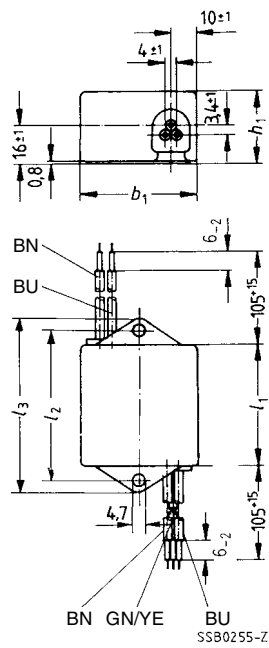 10±1
4±1
3,4±1
h1
16±1
0,8
b1
BN
BU
6-2
105+15
l3
l2
l1
4,7
6-2
105+15
BN GN/YE BU
SSB0255-Z